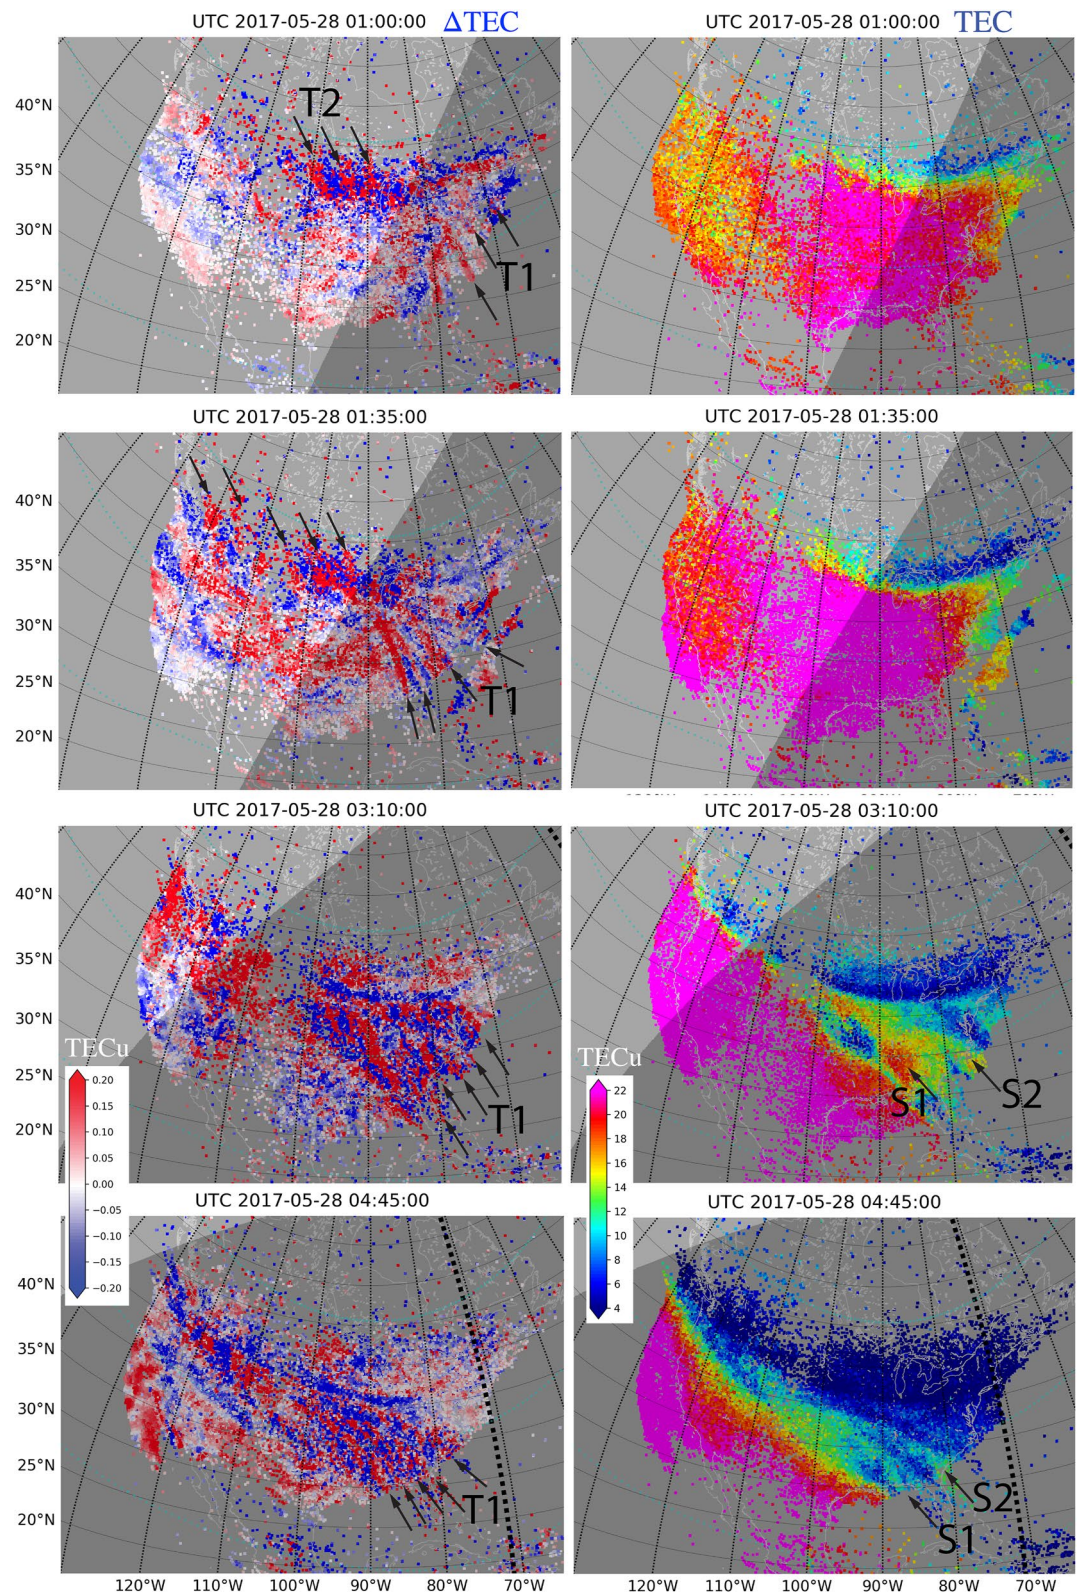 UTC 2017-05-28 01:00:00 ΔTEC
UTC 2017-05-28 01:00:00 TEC
40°N
35°N
30°N
25°N
20°N
T2
T1
UTC 2017-05-28 01:35:00
UTC 2017-05-28 01:35:00
40°N
35°N
30°N
25°N
20°N
T1
UTC 2017-05-28 03:10:00
UTC 2017-05-28 03:10:00
40°N
35°N
30°N
25°N
20°N
TECu
0.20
0.15
0.10
0.05
0.00
−0.05
−0.10
−0.15
−0.20
T1
TECu
22
20
18
16
14
12
10
8
6
4
S1
S2
UTC 2017-05-28 04:45:00
UTC 2017-05-28 04:45:00
40°N
35°N
30°N
25°N
20°N
T1
S2
S1
120°W 110°W 100°W 90°W 80°W 70°W
120°W 110°W 100°W 90°W 80°W 70°W